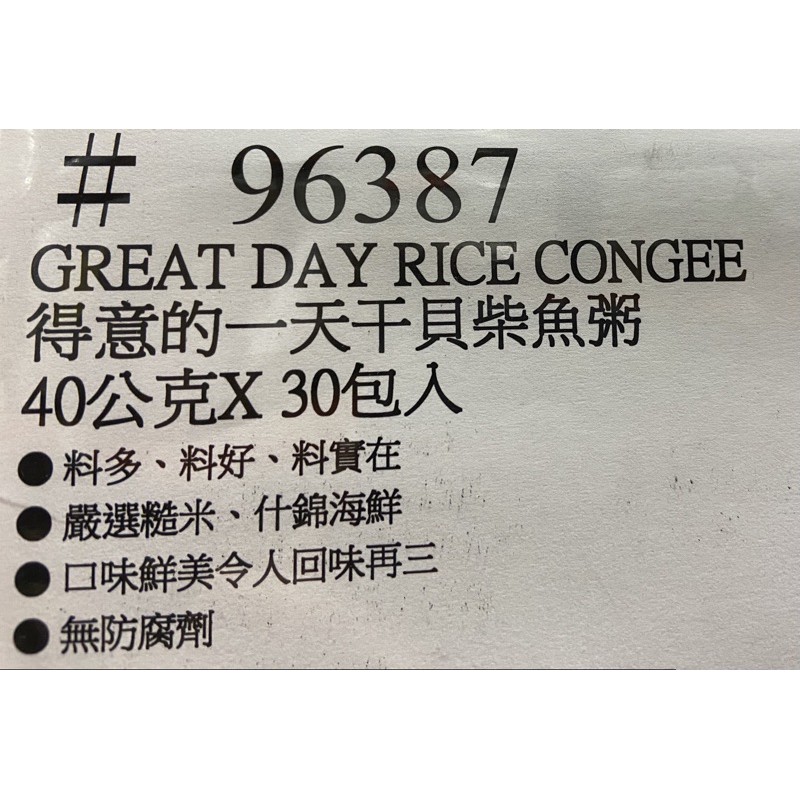 # 96387
GREAT DAY RICE CONGEE
得意的一天干貝柴魚粥
40公克X 30包入
●料多、料好、料實在
●嚴選糙米、什錦海鮮
●口味鮮美令人回味再三
●無防腐劑